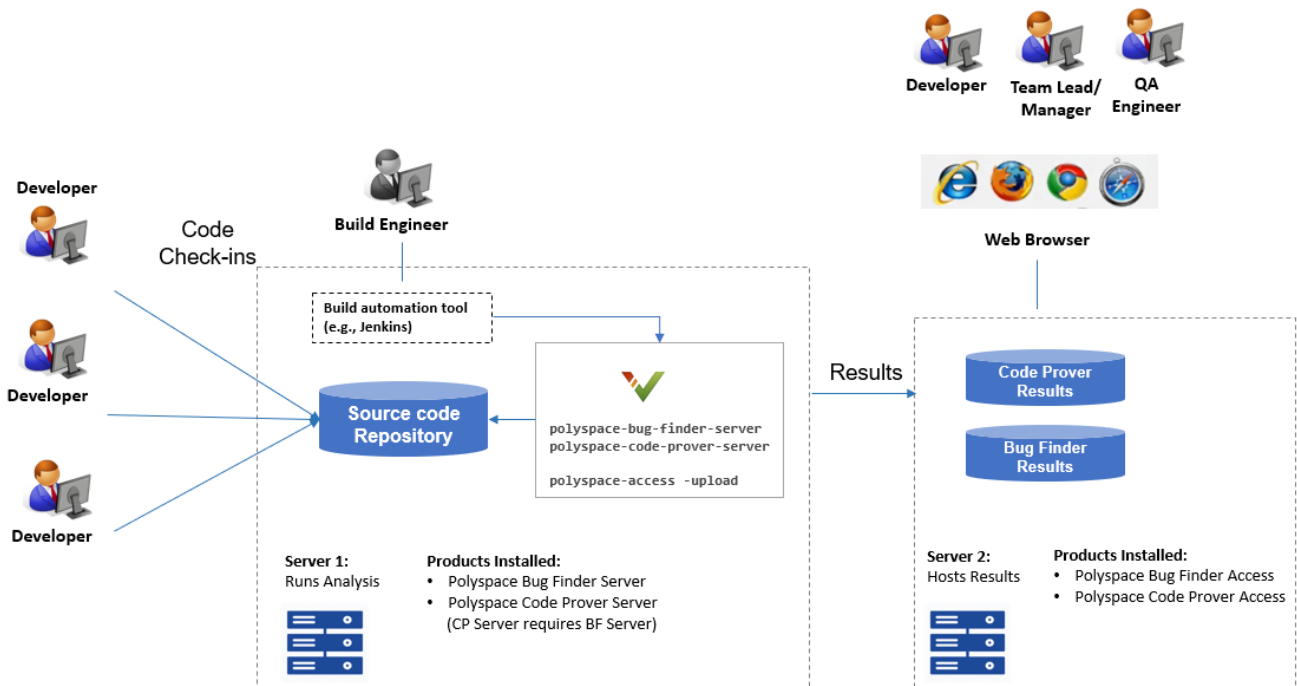 Developer
Team Lead/
Manager
QA
Engineer
Web Browser
Developer
Code
Check-ins
Build Engineer
Build automation tool
(e.g., Jenkins)
Developer
Source code
Repository
polyspace-bug-finder-server
polyspace-code-prover-server
polyspace-access -upload
Results
Code Prover
Results
Bug Finder
Results
Developer
Server 1:
Runs Analysis
Products Installed:
• Polyspace Bug Finder Server
• Polyspace Code Prover Server
(CP Server requires BF Server)
Server 2:
Hosts Results
Products Installed:
• Polyspace Bug Finder Access
• Polyspace Code Prover Access